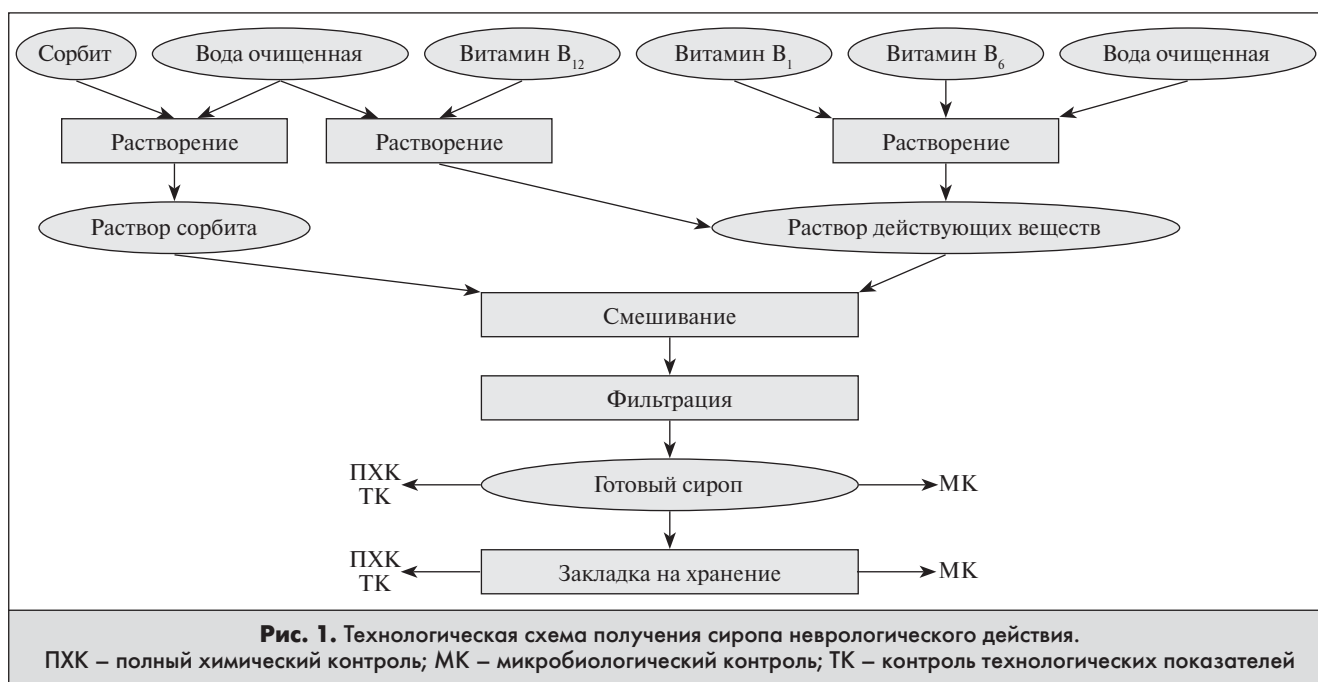 Сорбит Вода очищенная Витамин B12 Витамин B1 Витамин B6 Вода очищенная
Растворение Растворение Растворение
Раствор сорбита Раствор действующих веществ
Смешивание
Фильтрация
ПХК
ТК
Готовый сироп
МК
ПХК
ТК
Закладка на хранение
МК
Рис. 1. Технологическая схема получения сиропа неврологического действия.
ПХК – полный химический контроль; МК – микробиологический контроль; ТК – контроль технологических показателей